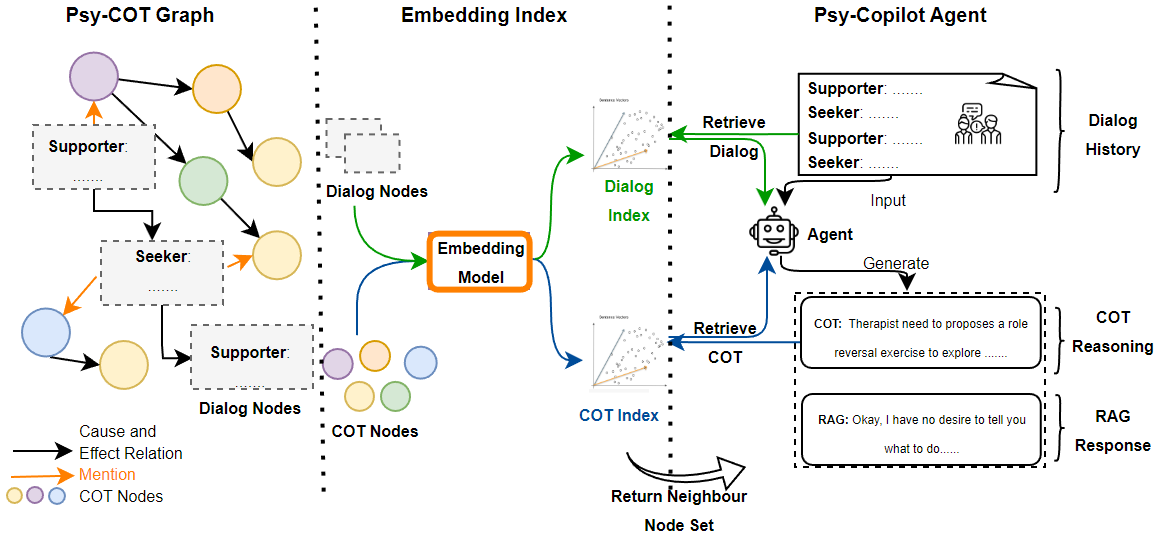 Psy-COT Graph
Supporter:
.......
Seeker:
.......
Supporter:
.......
Dialog Nodes
Cause and
Effect Relation
Mention
COT Nodes
Embedding Index
Dialog Nodes
Embedding
Model
COT Nodes
Dialog
Index
COT Index
Return Neighbour
Node Set
Psy-Copilot Agent
Supporter: .......
Seeker: .......
Supporter: .......
Seeker: .......
Dialog
History
Retrieve
Dialog
Input
Agent
Generate
Retrieve
COT
COT: Therapist need to proposes a role
reversal exercise to explore .......
COT
Reasoning
RAG: Okay, I have no desire to tell you
what to do......
RAG
Response